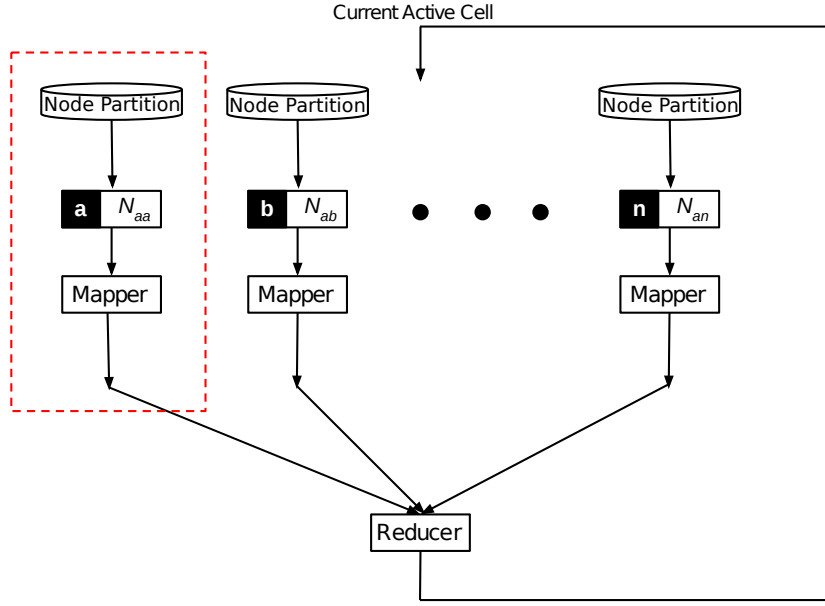 Current Active Cell
Node Partition Node Partition Node Partition
a N_aa b N_ab n N_an
Mapper Mapper Mapper
Reducer